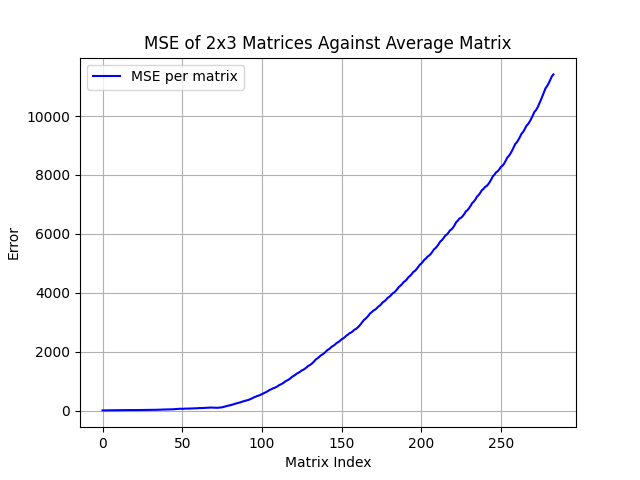 MSE of 2x3 Matrices Against Average Matrix
MSE per matrix
Error
10000
8000
6000
4000
2000
0
0 50 100 150 200 250
Matrix Index